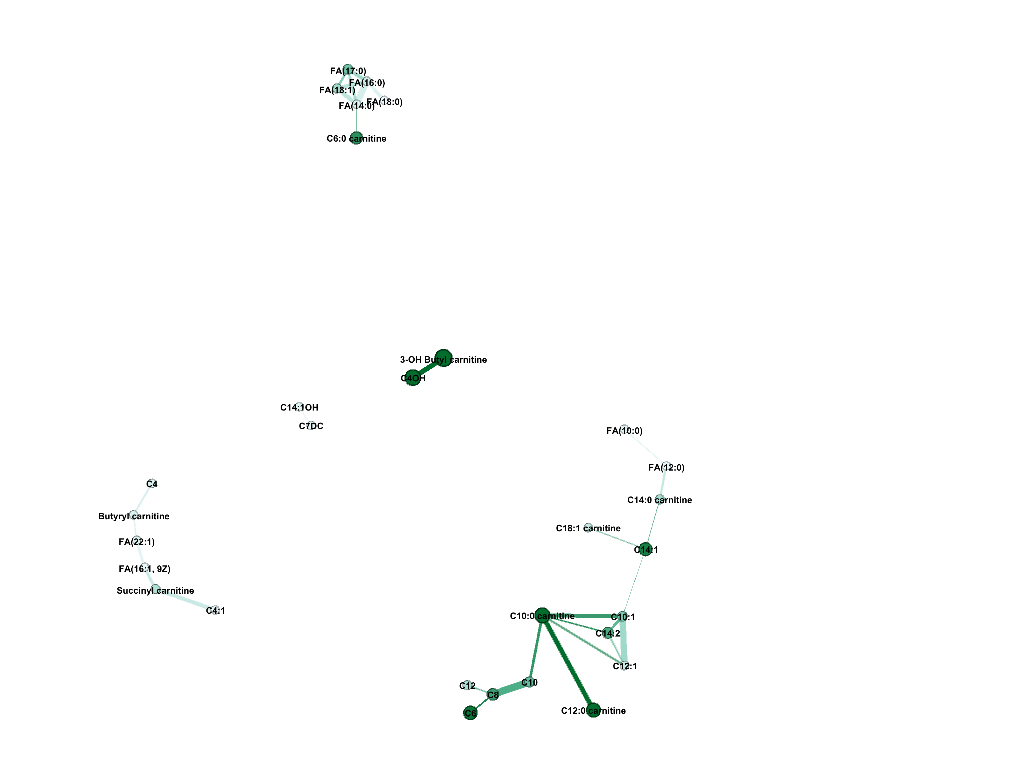 FA(17:0)
FA(16:0)
FA(18:1)
FA(18:0)
FA(14:0)
C6:0 carnitine
3-OH Butyl carnitine
C4OH
C14:1OH
C7DC
FA(10:0)
FA(12:0)
C4
C14:0 carnitine
Butyryl carnitine
C18:1 carnitine
FA(22:1)
C14:1
FA(16:1, 9Z)
Succinyl carnitine
C4:1
C10:0 carnitine
C10:1
C14:2
C12:1
C10
C12
C8
C6
C12:0 carnitine